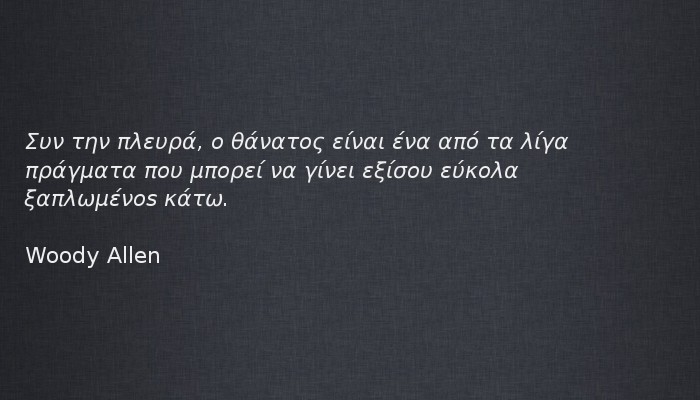 Συν την πλευρά, ο θάνατος είναι ένα από τα λίγα
πράγματα που μπορεί να γίνει εξίσου εύκολα
ξαπλωμένοs κάτω.
Woody Allen